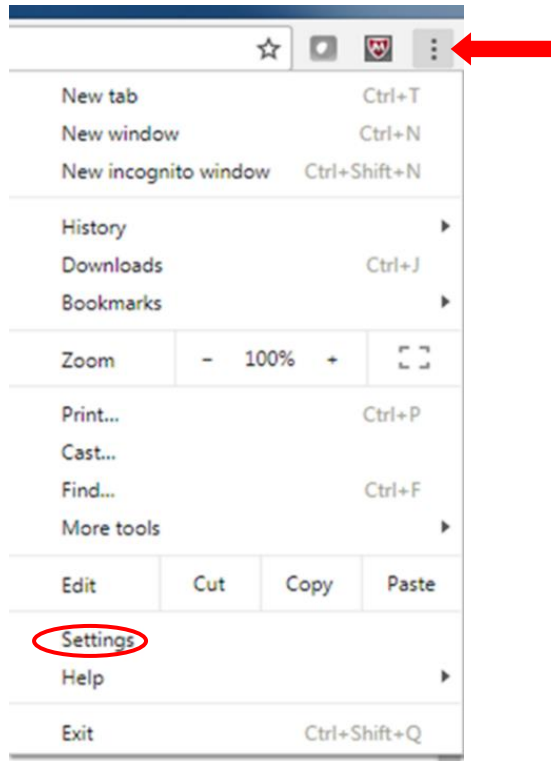 New tab Ctrl+T
New window Ctrl+N
New incognito window Ctrl+Shift+N
History
Downloads Ctrl+J
Bookmarks
Zoom - 100% +
Print... Ctrl+P
Cast...
Find... Ctrl+F
More tools
Edit Cut Copy Paste
Settings
Help
Exit Ctrl+Shift+Q